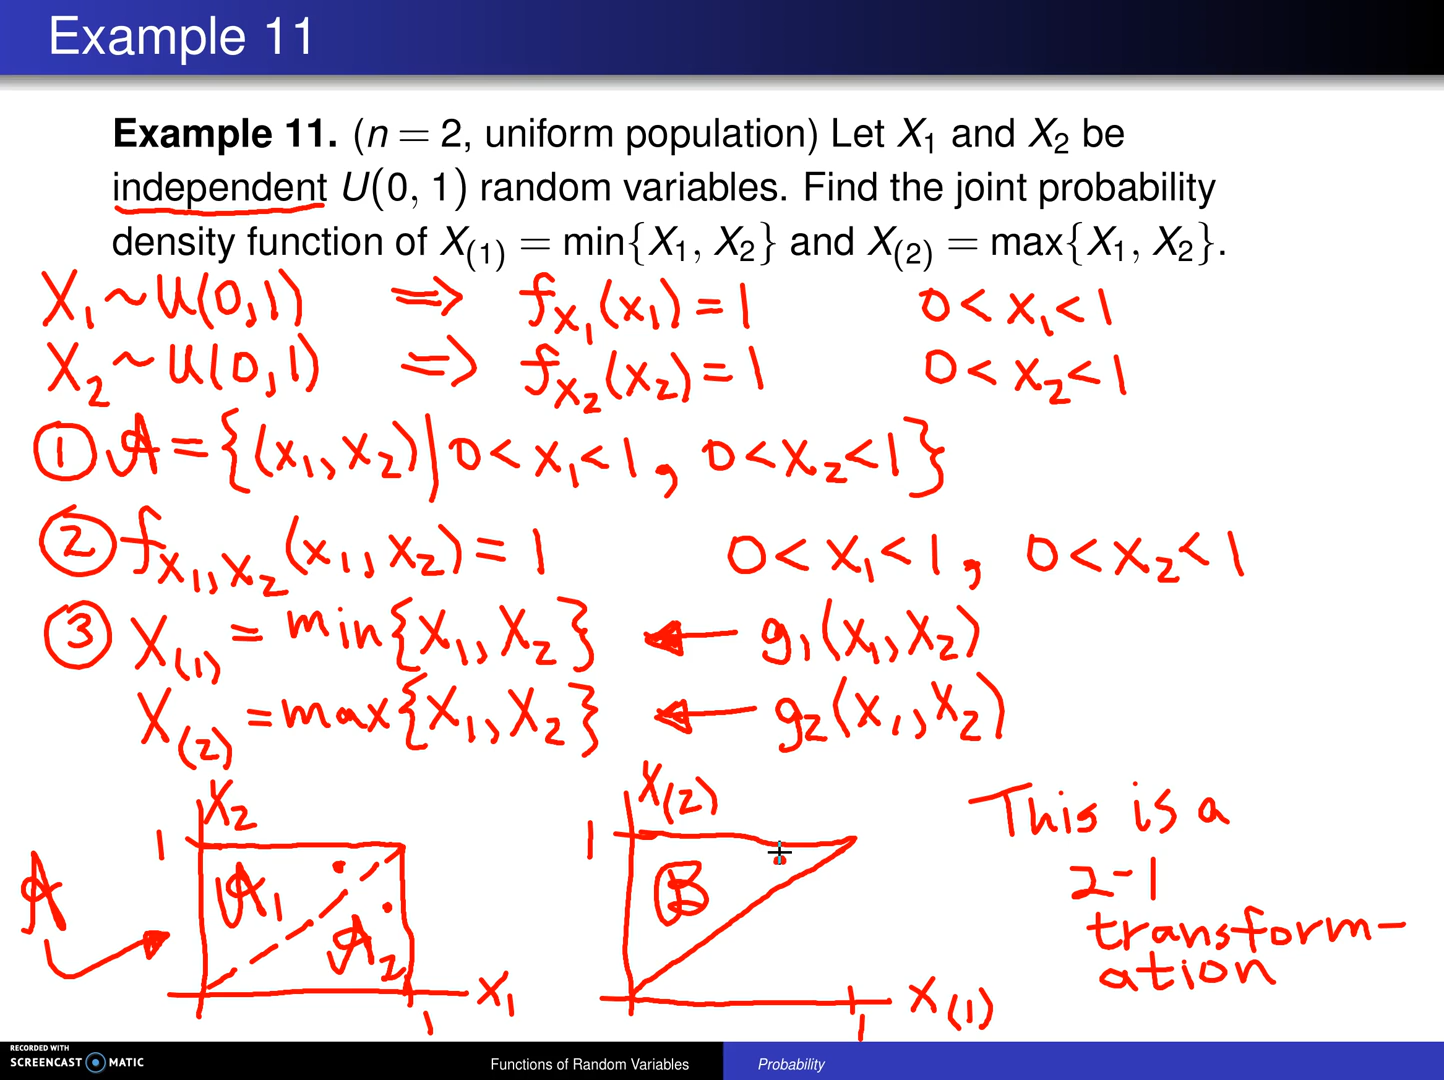 Example 11
Example 11. (n = 2, uniform population) Let X₁ and X₂ be
independent U(0, 1) random variables. Find the joint probability
density function of X₍₁₎ = min{X₁, X₂} and X₍₂₎ = max{X₁, X₂}.
X₁ ~ U(0,1) ⇒ f_X₁(x₁) = 1 0 < x₁ < 1
X₂ ~ U(0,1) ⇒ f_X₂(x₂) = 1 0 < x₂ < 1
① A = {(x₁, x₂) | 0 < x₁ < 1, 0 < x₂ < 1}
② f_X₁,X₂(x₁, x₂) = 1 0 < x₁ < 1, 0 < x₂ < 1
③ X₍₁₎ = min{X₁, X₂} ← g₁(X₁, X₂)
X₍₂₎ = max{X₁, X₂} ← g₂(X₁, X₂)
X₂
1
A
A₁
A₂
X₁
1
X₍₂₎
1
B
X₍₁₎
1
This is a
2-1
transform-
ation
RECORDED WITH
SCREENCAST MATIC
Functions of Random Variables Probability